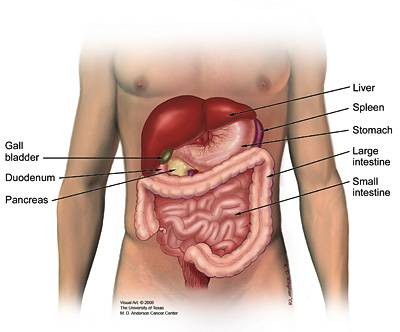 Liver
Spleen
Stomach
Large
intestine
Small
intestine
Gall
bladder
Duodenum
Pancreas
Visual Art: © 2000
The University of Texas
M. D. Anderson Cancer Center